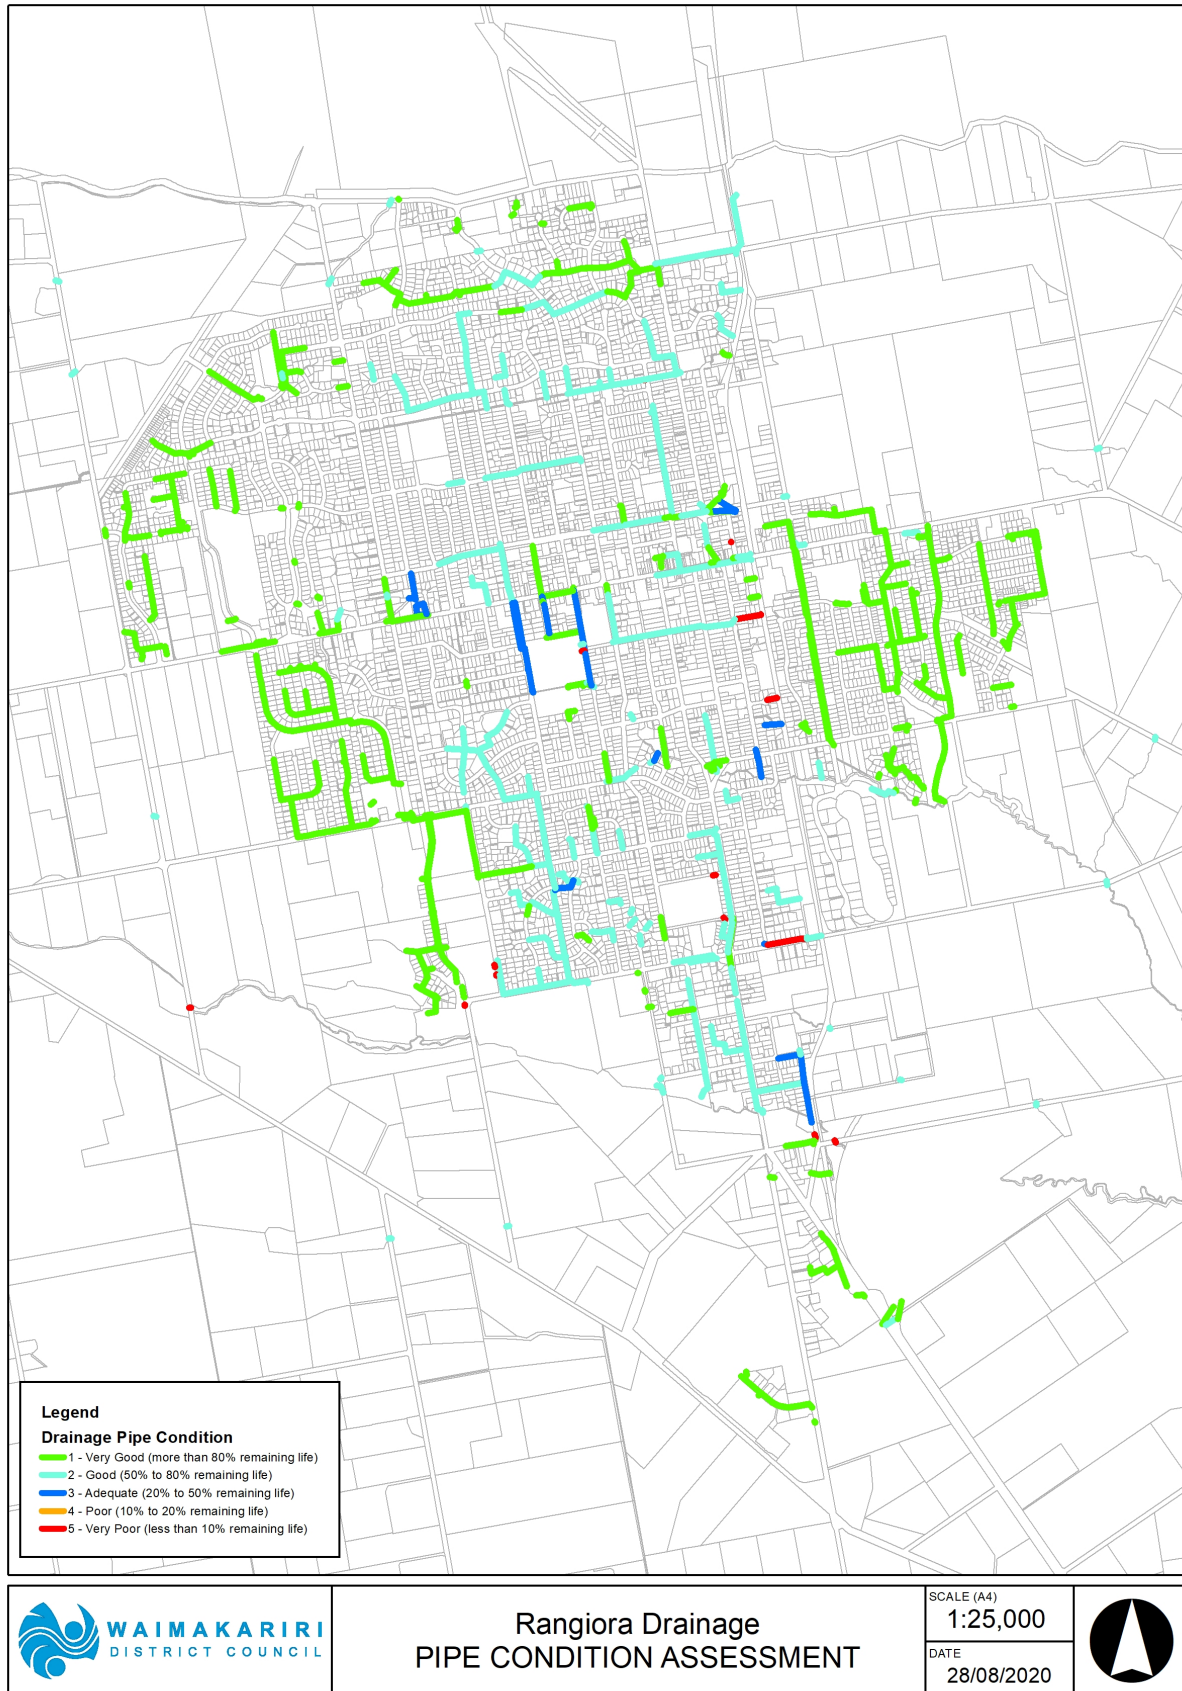 Legend
Drainage Pipe Condition
1 - Very Good (more than 80% remaining life)
2 - Good (50% to 80% remaining life)
3 - Adequate (20% to 50% remaining life)
4 - Poor (10% to 20% remaining life)
5 - Very Poor (less than 10% remaining life)
WAIMAKARIRI
DISTRICT COUNCIL
Rangiora Drainage
PIPE CONDITION ASSESSMENT
SCALE (A4)
1:25,000
DATE
28/08/2020